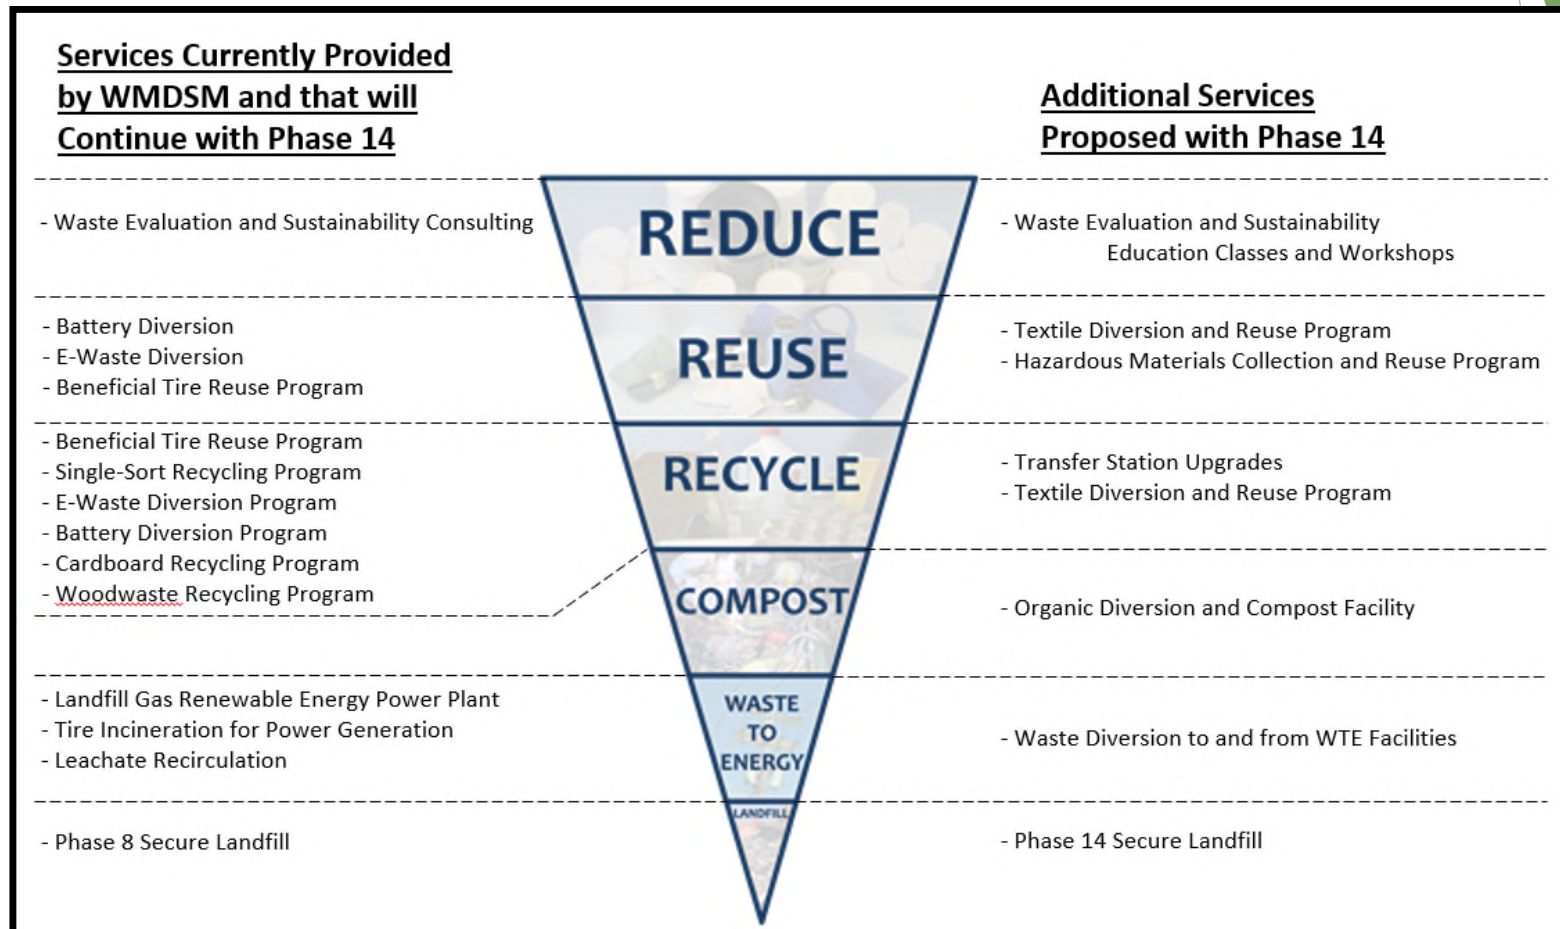 Services Currently Provided
by WMDSM and that will
Continue with Phase 14
Additional Services
Proposed with Phase 14
- Waste Evaluation and Sustainability Consulting
REDUCE
- Waste Evaluation and Sustainability
Education Classes and Workshops
- Battery Diversion
- E-Waste Diversion
- Beneficial Tire Reuse Program
REUSE
- Textile Diversion and Reuse Program
- Hazardous Materials Collection and Reuse Program
- Beneficial Tire Reuse Program
- Single-Sort Recycling Program
- E-Waste Diversion Program
- Battery Diversion Program
- Cardboard Recycling Program
- Woodwaste Recycling Program
RECYCLE
- Transfer Station Upgrades
- Textile Diversion and Reuse Program
COMPOST
- Organic Diversion and Compost Facility
- Landfill Gas Renewable Energy Power Plant
- Tire Incineration for Power Generation
- Leachate Recirculation
WASTE
TO
ENERGY
- Waste Diversion to and from WTE Facilities
LANDFILL
- Phase 8 Secure Landfill
- Phase 14 Secure Landfill